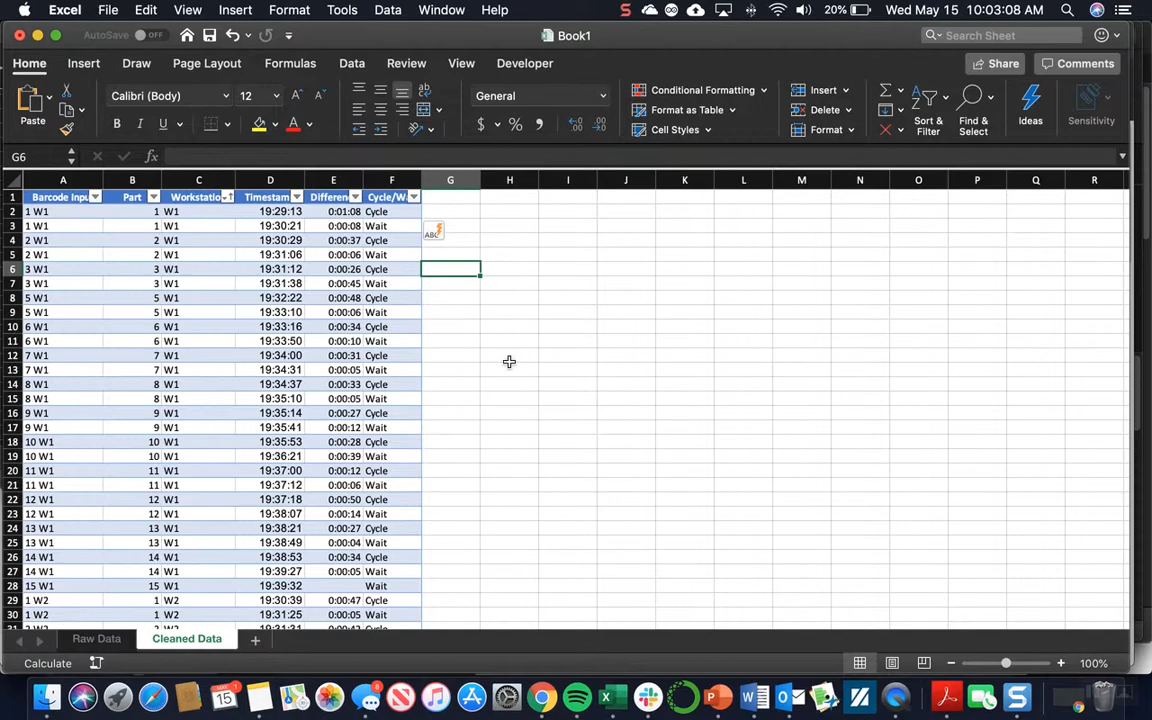 Excel File Edit View Insert Format Tools Data Window Help 20% Wed May 15 10:03:08 AM
AutoSave OFF Book1 Search Sheet
Home Insert Draw Page Layout Formulas Data Review View Developer Share Comments
Paste Calibri (Body) 12 General Conditional Formatting Insert
Format as Table Delete
B I U A $ % Cell Styles Format Sort & Filter Find & Select Ideas Sensitivity
G6 fx
A B C D E F G H I J K L M N O P Q R
1 Barcode Inpu Part Workstatio Timestam Differen Cycle/W
2 1 W1 1 W1 19:29:13 0:01:08 Cycle
3 1 W1 1 W1 19:30:21 0:00:08 Wait
4 2 W1 2 W1 19:30:29 0:00:37 Cycle
5 2 W1 2 W1 19:31:06 0:00:06 Wait
6 3 W1 3 W1 19:31:12 0:00:26 Cycle
7 3 W1 3 W1 19:31:38 0:00:45 Wait
8 5 W1 5 W1 19:32:22 0:00:48 Cycle
9 5 W1 5 W1 19:33:10 0:00:06 Wait
10 6 W1 6 W1 19:33:16 0:00:34 Cycle
11 6 W1 6 W1 19:33:50 0:00:10 Wait
12 7 W1 7 W1 19:34:00 0:00:31 Cycle
13 7 W1 7 W1 19:34:31 0:00:05 Wait
14 8 W1 8 W1 19:34:37 0:00:33 Cycle
15 8 W1 8 W1 19:35:10 0:00:05 Wait
16 9 W1 9 W1 19:35:14 0:00:27 Cycle
17 9 W1 9 W1 19:35:41 0:00:12 Wait
18 10 W1 10 W1 19:35:53 0:00:28 Cycle
19 10 W1 10 W1 19:36:21 0:00:39 Wait
20 11 W1 11 W1 19:37:00 0:00:12 Cycle
21 11 W1 11 W1 19:37:12 0:00:06 Wait
22 12 W1 12 W1 19:37:18 0:00:50 Cycle
23 12 W1 12 W1 19:38:07 0:00:14 Wait
24 13 W1 13 W1 19:38:21 0:00:27 Cycle
25 13 W1 13 W1 19:38:49 0:00:04 Wait
26 14 W1 14 W1 19:38:53 0:00:34 Cycle
27 14 W1 14 W1 19:39:27 0:00:05 Wait
28 15 W1 15 W1 19:39:32 Wait
29 1 W2 1 W2 19:30:39 0:00:47 Cycle
30 1 W2 1 W2 19:31:25 0:00:05 Wait
Raw Data Cleaned Data
Calculate 100%